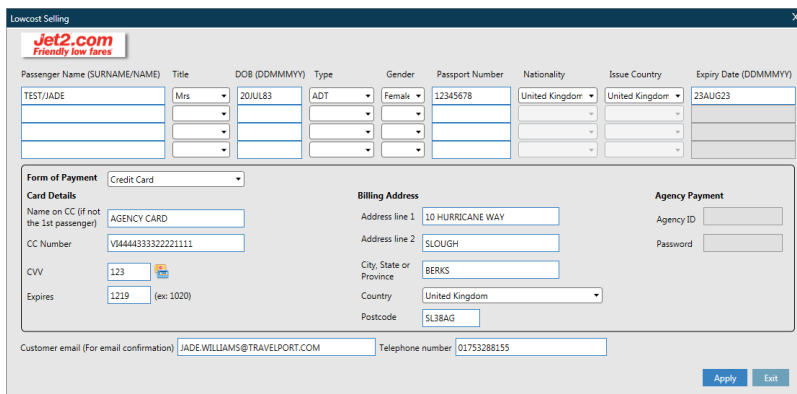 Lowcost Selling X
Jet2.com
Friendly low fares
Passenger Name (SURNAME/NAME) Title DOB (DDMMMYY) Type Gender Passport Number Nationality Issue Country Expiry Date (DDMMMYY)
TEST/JADE Mrs 20JUL83 ADT Female 12345678 United Kingdom United Kingdom 23AUG23
Form of Payment Credit Card
Card Details Billing Address Agency Payment
Name on CC (if not the 1st passenger) AGENCY CARD Address line 1 10 HURRICANE WAY Agency ID
CC Number VI4444333322221111 Address line 2 SLOUGH Password
CVV 123 City, State or Province BERKS
Expires 1219 (ex: 1020) Country United Kingdom
Postcode SL38AG
Customer email (For email confirmation) JADE.WILLIAMS@TRAVELPORT.COM Telephone number 01753288155
Apply Exit